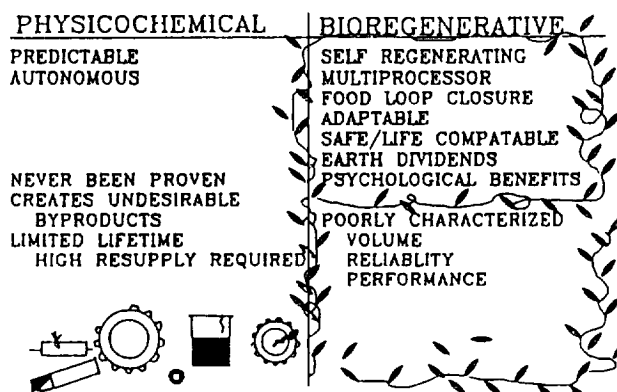 PHYSICOCHEMICAL
PREDICTABLE
AUTONOMOUS
NEVER BEEN PROVEN
CREATES UNDESIRABLE
BYPRODUCTS
LIMITED LIFETIME
HIGH RESUPPLY REQUIRED
BIOREGENERATIVE
SELF REGENERATING
MULTIPROCESSOR
FOOD LOOP CLOSURE
ADAPTABLE
SAFE/LIFE COMPATABLE
EARTH DIVIDENDS
PSYCHOLOGICAL BENEFITS
POORLY CHARACTERIZED
VOLUME
RELIABLITY
PERFORMANCE